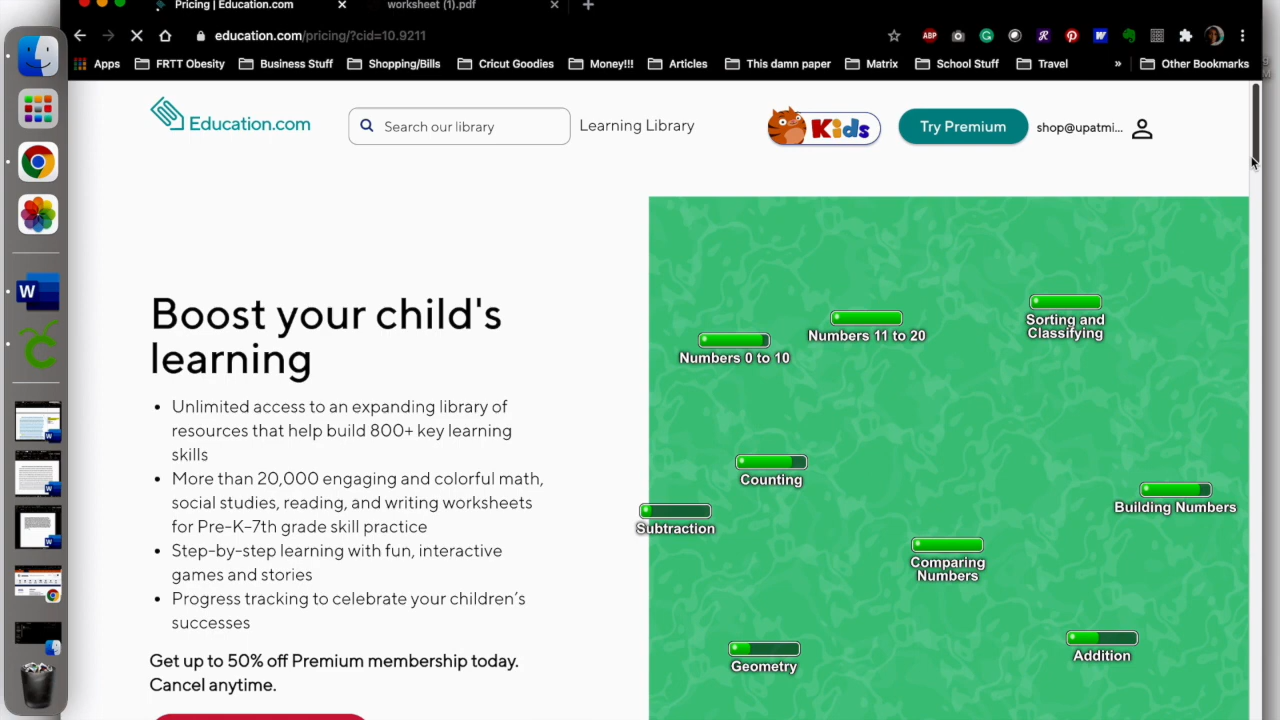 Pricing | Education.com
worksheet (1).pdf
education.com/pricing/?cid=10.9211
ABP
Apps
FRTT Obesity
Business Stuff
Shopping/Bills
Cricut Goodies
Money!!!
Articles
This damn paper
Matrix
School Stuff
Travel
»
Other Bookmarks
Education.com
Search our library
Learning Library
Kids
Try Premium
shop@upatmi...
Boost your child's
learning
• Unlimited access to an expanding library of
resources that help build 800+ key learning
skills
• More than 20,000 engaging and colorful math,
social studies, reading, and writing worksheets
for Pre-K–7th grade skill practice
• Step-by-step learning with fun, interactive
games and stories
• Progress tracking to celebrate your children’s
successes
Get up to 50% off Premium membership today.
Cancel anytime.
Numbers 0 to 10
Numbers 11 to 20
Sorting and
Classifying
Counting
Building Numbers
Subtraction
Comparing
Numbers
Geometry
Addition
W